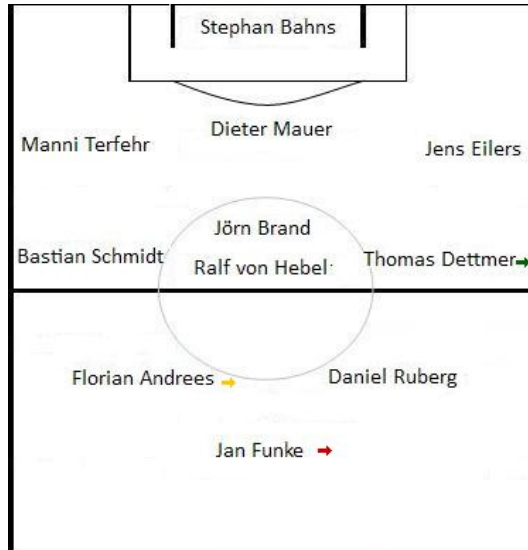 Stephan Bahns
Dieter Mauer
Manni Terfehr
Jens Eilers
Jörn Brand
Bastian Schmidt
Ralf von Hebel
Thomas Dettmer
Florian Andrees
Daniel Ruberg
Jan Funke